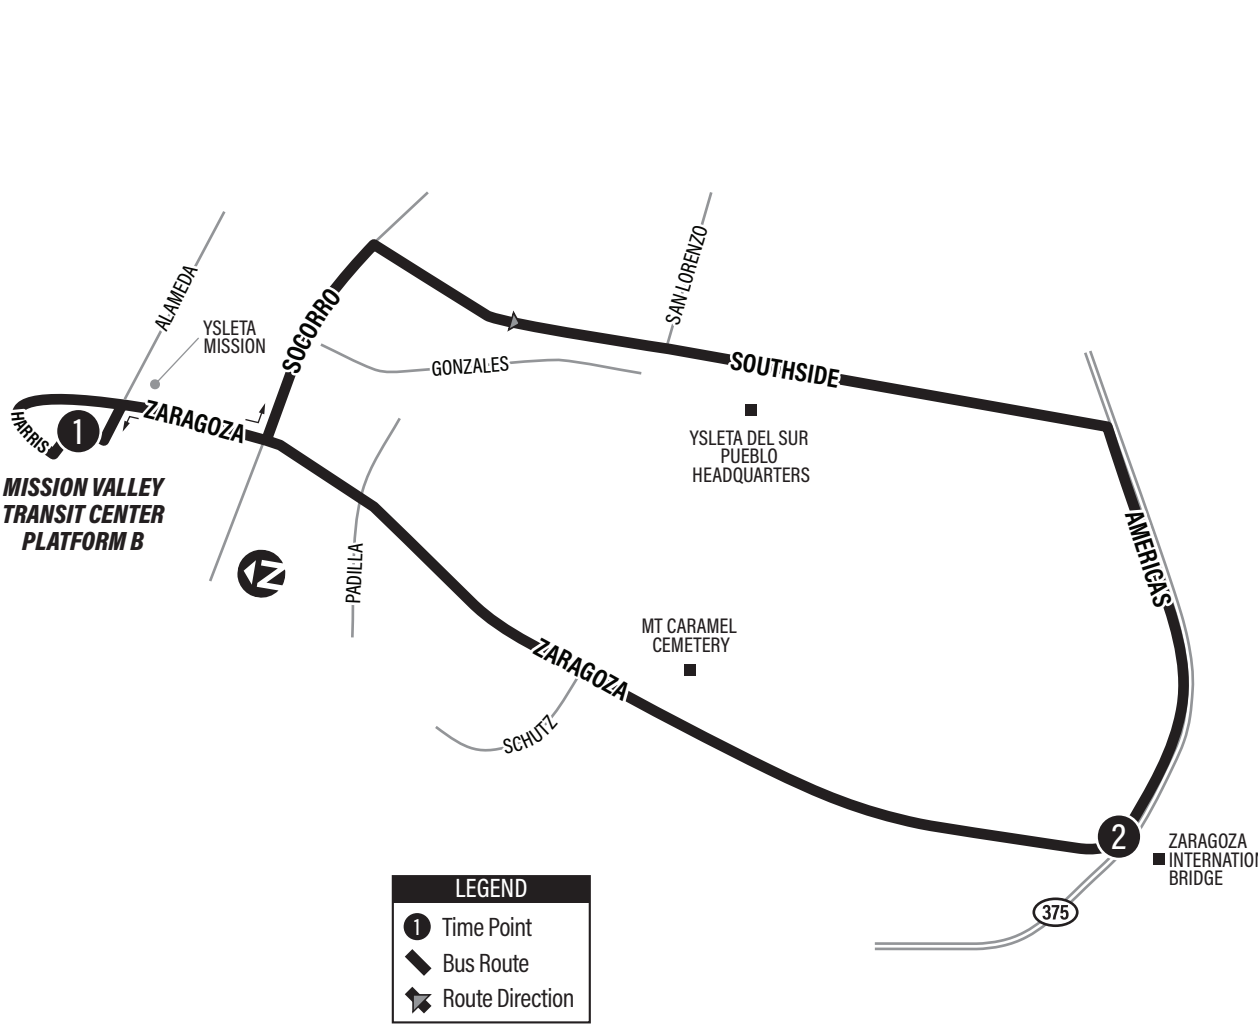 ALAMEDA
YSLETA
MISSION
SOCORRO
SAN LORENZO
GONZALES
SOUTHSIDE
HARRIS
1
ZARAGOZA
YSLETA DEL SUR
PUEBLO
HEADQUARTERS
MISSION VALLEY
TRANSIT CENTER
PLATFORM B
N
PADILLA
AMERICAS
MT CARAMEL
CEMETERY
ZARAGOZA
SCHUTZ
2
ZARAGOZA
INTERNATION
BRIDGE
375
LEGEND
1 Time Point
Bus Route
Route Direction